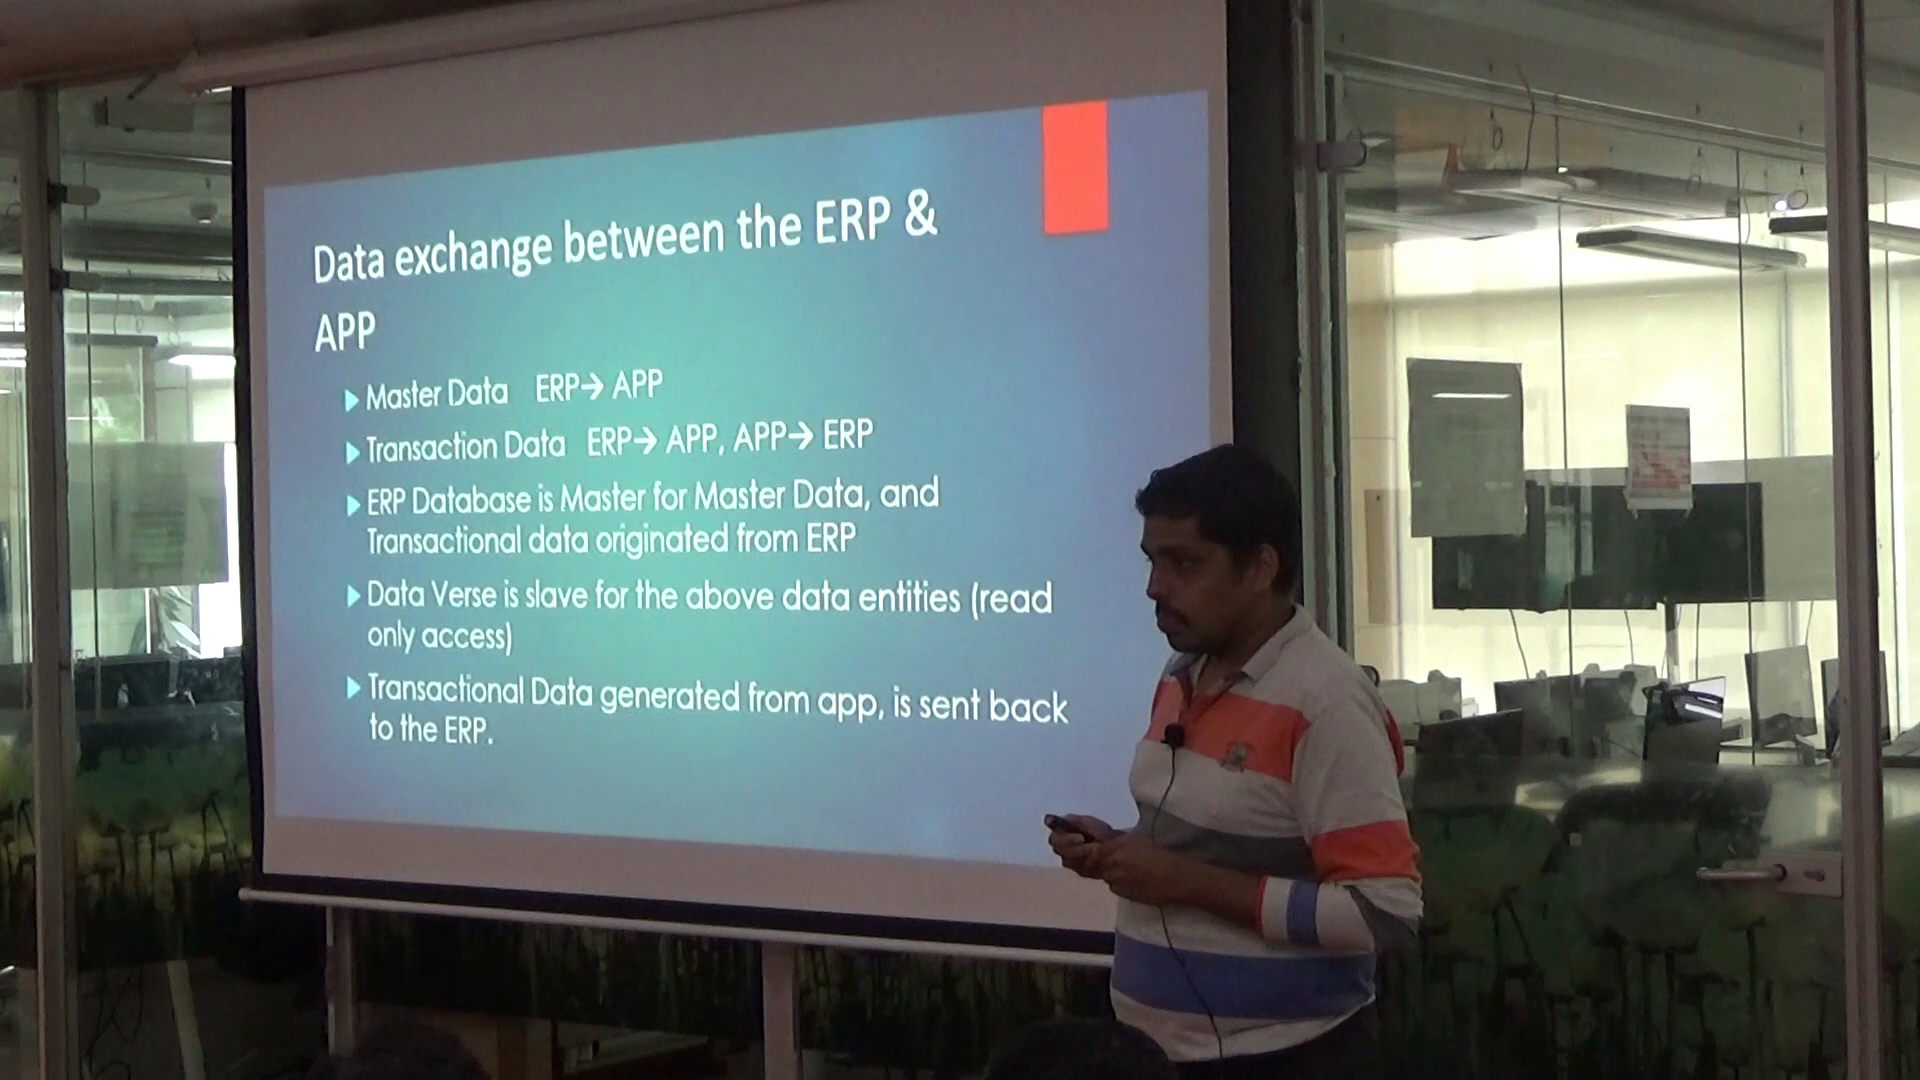 Data exchange between the ERP &
APP
Master Data ERP→ APP
Transaction Data ERP→ APP, APP→ ERP
ERP Database is Master for Master Data, and
Transactional data originated from ERP
Data Verse is slave for the above data entities (read
only access)
Transactional Data generated from app, is sent back
to the ERP.